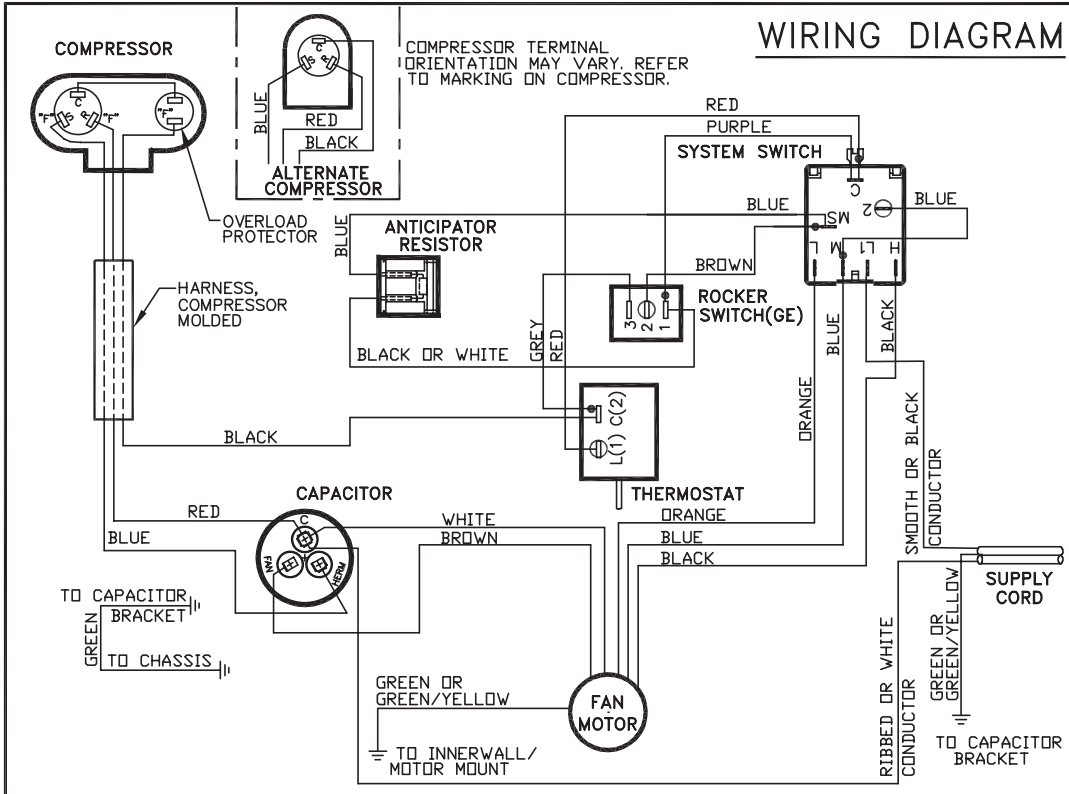 WIRING DIAGRAM
COMPRESSOR
C
S
R
"F"
"F"
"F"
OVERLOAD
PROTECTOR
HARNESS,
COMPRESSOR
MOLDED
C
S
R
BLUE
RED
BLACK
ALTERNATE
COMPRESSOR
COMPRESSOR TERMINAL
ORIENTATION MAY VARY. REFER
TO MARKING ON COMPRESSOR.
RED
PURPLE
SYSTEM SWITCH
C
2
MS
L
M
L1
H
BLUE
BLUE
BROWN
BLUE
ANTICIPATOR
RESISTOR
BLACK OR WHITE
ROCKER
SWITCH(GE)
3
2
1
GREY
RED
ORANGE
BLUE
BLACK
C(2)
L(1)
THERMOSTAT
BLACK
CAPACITOR
C
FAN
HERM
RED
BLUE
WHITE
BROWN
ORANGE
BLUE
BLACK
SMOOTH OR BLACK
CONDUCTOR
SUPPLY
CORD
GREEN OR
GREEN/YELLOW
TO CAPACITOR
BRACKET
RIBBED OR WHITE
CONDUCTOR
TO CAPACITOR
BRACKET
GREEN
TO CHASSIS
GREEN OR
GREEN/YELLOW
TO INNERWALL/
MOTOR MOUNT
FAN
MOTOR